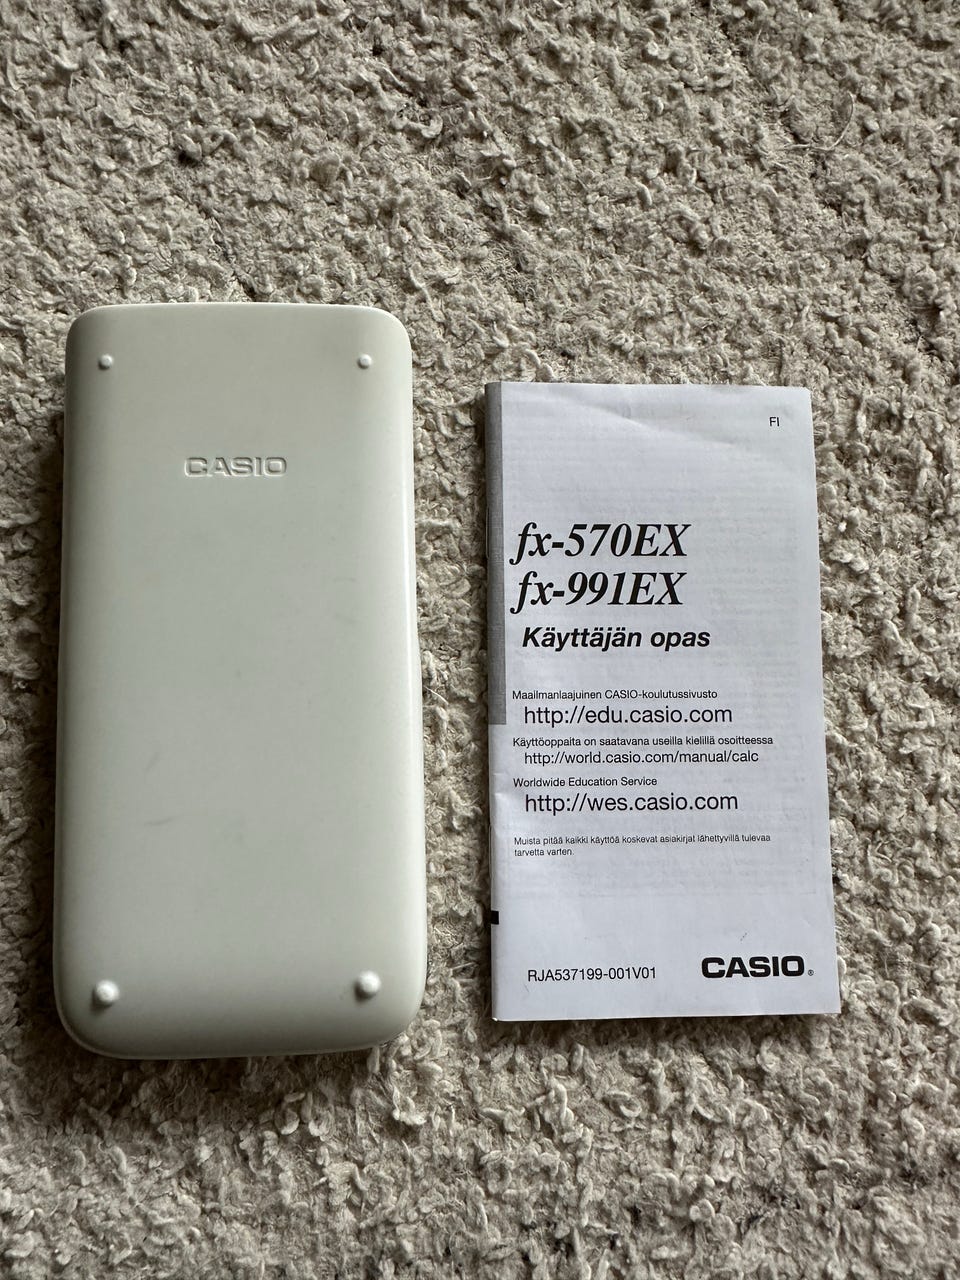 CASIO
FI
fx-570EX
fx-991EX
Käyttäjän opas
Maailmanlaajuinen CASIO-koulutussivusto
http://edu.casio.com
Käyttöoppaita on saatavana useilla kielillä osoitteessa
http://world.casio.com/manual/calc
Worldwide Education Service
http://wes.casio.com
Muista pitää kaikki käyttöä koskevat asiakirjat lähettyvillä tulevaa
tarvetta varten.
RJA537199-001V01
CASIO®